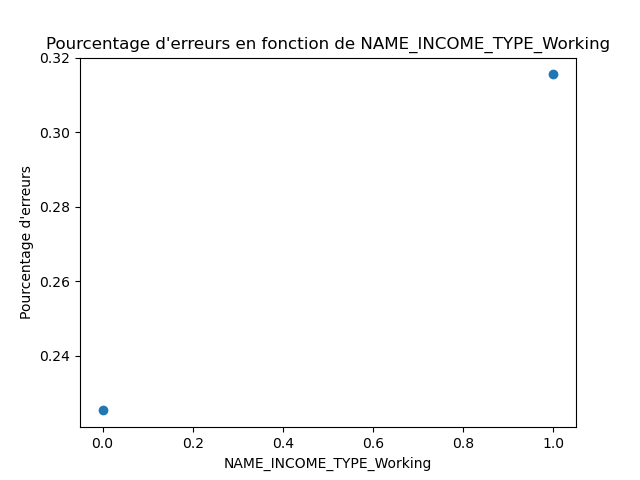 Pourcentage d'erreurs en fonction de NAME_INCOME_TYPE_Working
0.32
0.30
0.28
0.26
0.24
Pourcentage d'erreurs
0.0 0.2 0.4 0.6 0.8 1.0
NAME_INCOME_TYPE_Working